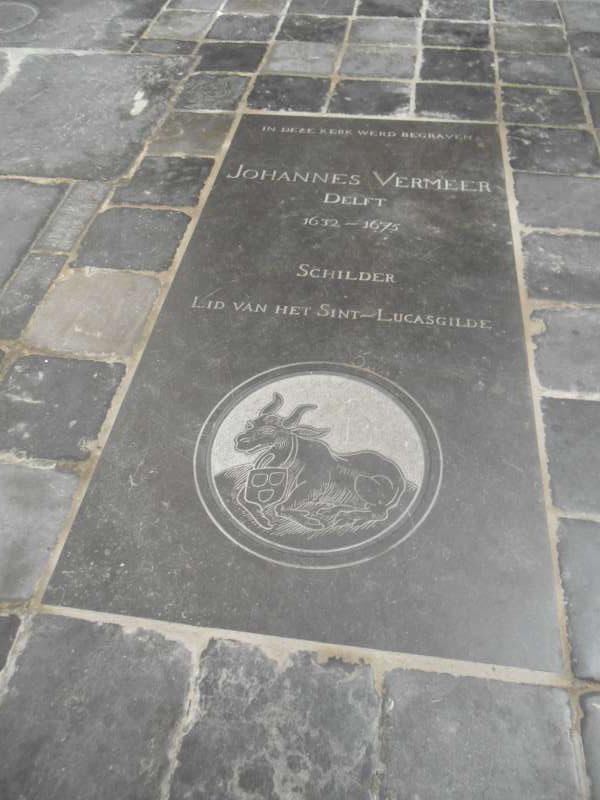 IN DEZE KERK WERD BEGRAVEN
JOHANNES VERMEER
DELFT
1632 – 1675
SCHILDER
LID VAN HET SINT-LUCASGILDE